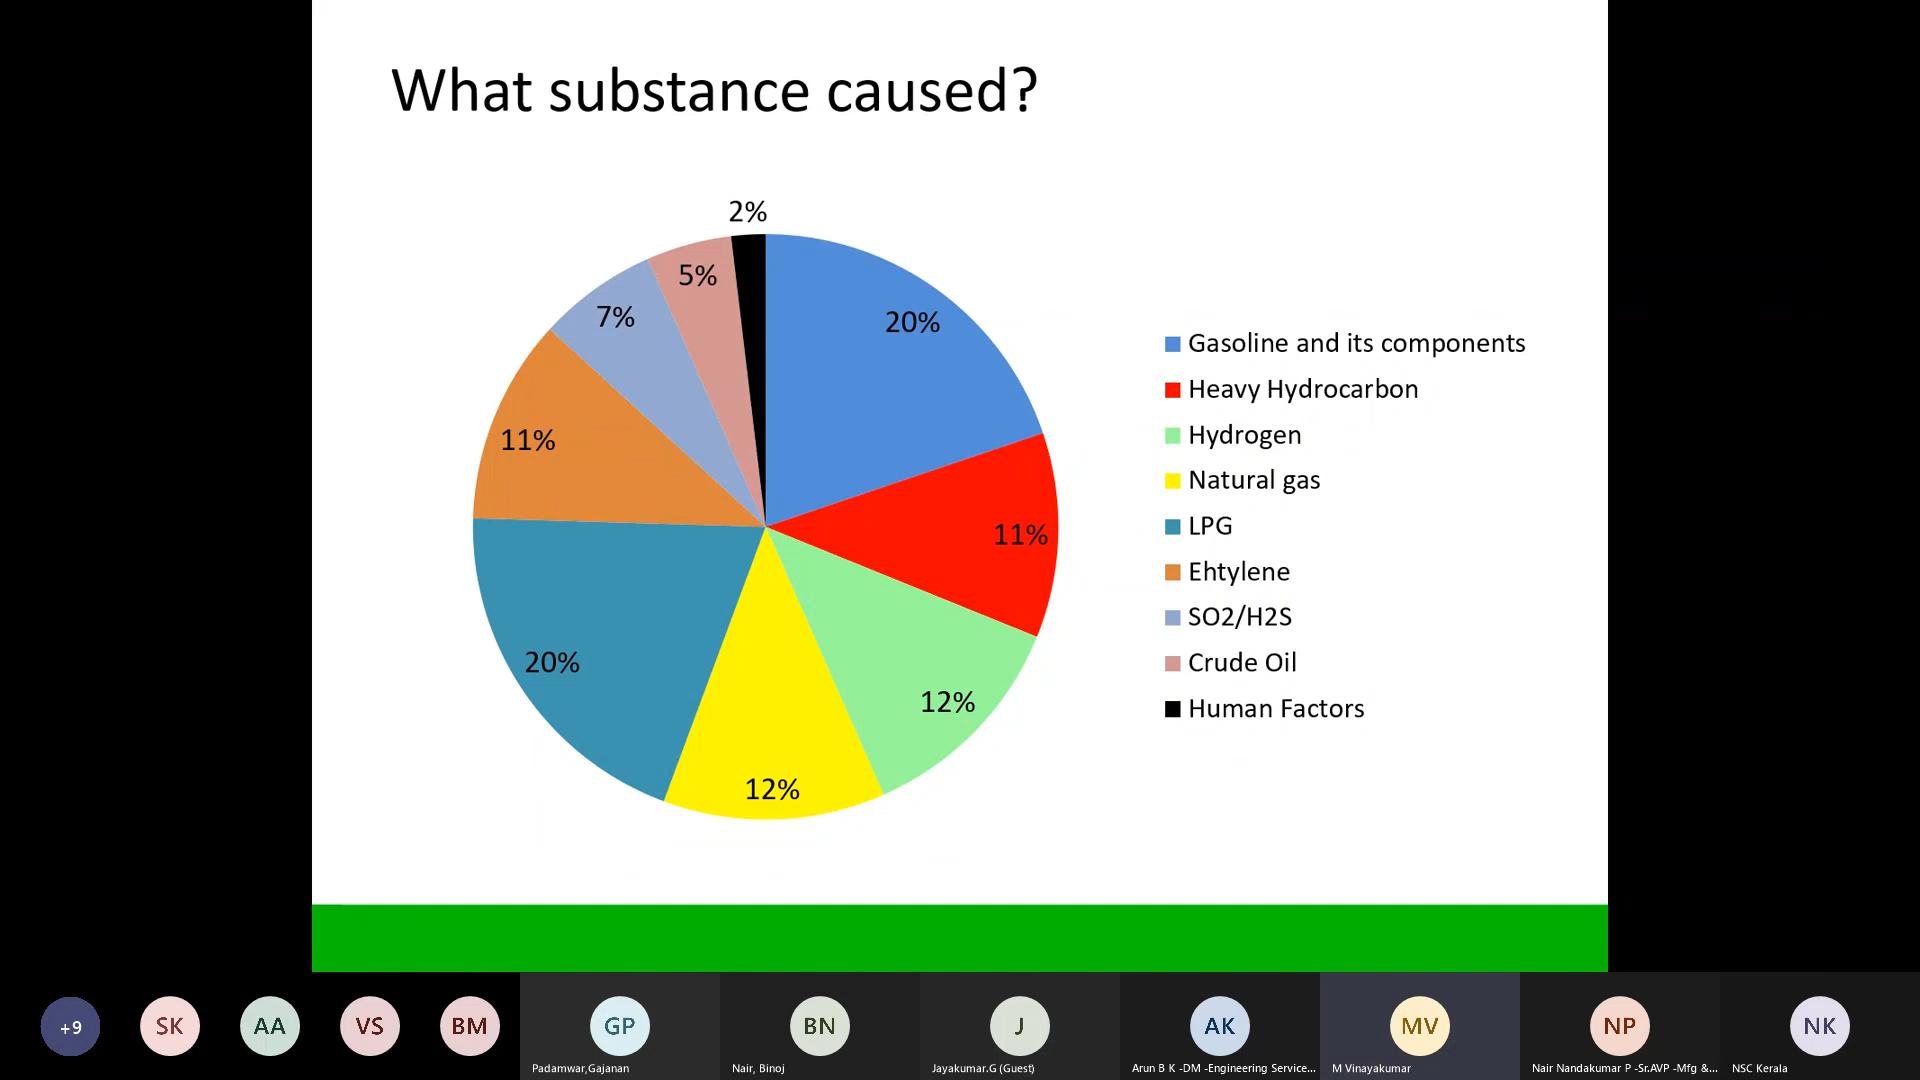 What substance caused?
2%
5%
7%
20%
11%
11%
20%
12%
12%
Gasoline and its components
Heavy Hydrocarbon
Hydrogen
Natural gas
LPG
Ehtylene
SO2/H2S
Crude Oil
Human Factors
+9
SK
AA
VS
BM
GP
BN
J
AK
MV
NP
NK
Padamwar,Gajanan
Nair, Binoj
Jayakumar.G (Guest)
Arun B K -DM -Engineering Service...
M Vinayakumar
Nair Nandakumar P -Sr.AVP -Mfg &...
NSC Kerala